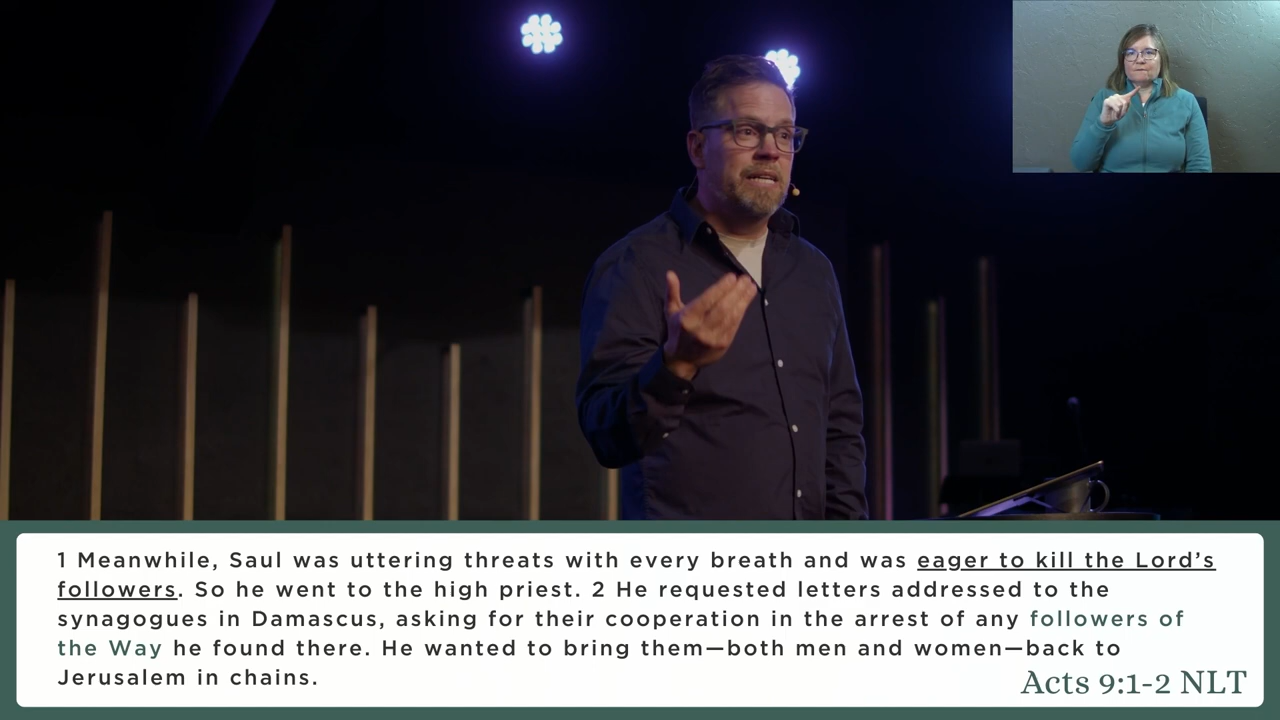 1 Meanwhile, Saul was uttering threats with every breath and was eager to kill the Lord’s
followers. So he went to the high priest. 2 He requested letters addressed to the
synagogues in Damascus, asking for their cooperation in the arrest of any followers of
the Way he found there. He wanted to bring them—both men and women—back to
Jerusalem in chains.
Acts 9:1-2 NLT